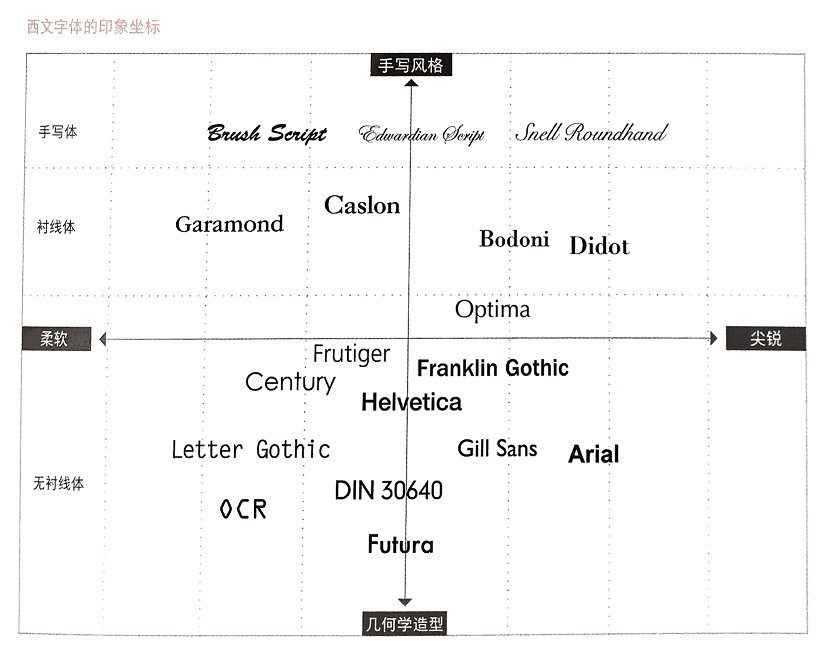 西文字体的印象坐标
手写风格
手写体
Brush Script
Edwardian Script
Snell Roundhand
衬线体
Garamond
Caslon
Bodoni
Didot
Optima
柔软
尖锐
Frutiger
Franklin Gothic
Century
Helvetica
Letter Gothic
Gill Sans
Arial
无衬线体
DIN 30640
OCR
Futura
几何学造型